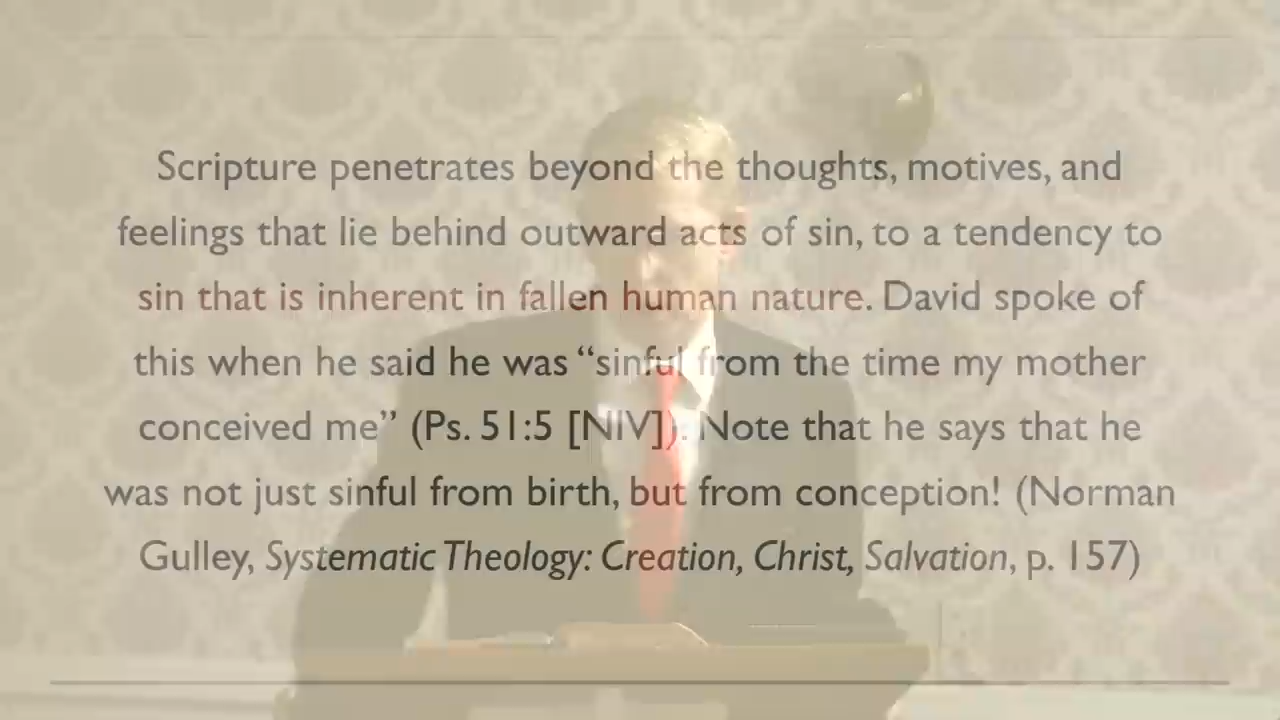 Scripture penetrates beyond the thoughts, motives, and
feelings that lie behind outward acts of sin, to a tendency to
sin that is inherent in fallen human nature. David spoke of
this when he said he was “sinful from the time my mother
conceived me” (Ps. 51:5 [NIV]). Note that he says that he
was not just sinful from birth, but from conception! (Norman
Gulley, Systematic Theology: Creation, Christ, Salvation, p. 157)